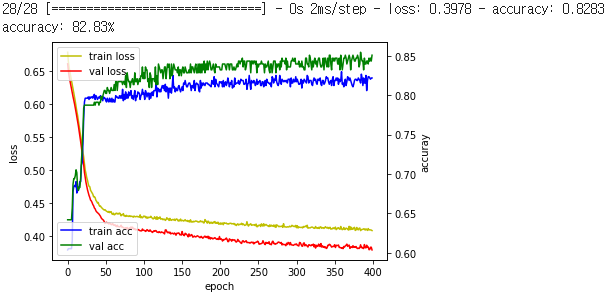 28/28 [==============================] - 0s 2ms/step - loss: 0.3978 - accuracy: 0.8283
accuracy: 82.83%
train loss
val loss
train acc
val acc
loss
0.65
0.60
0.55
0.50
0.45
0.40
0.85
0.80
0.75
0.70
0.65
0.60
accuray
0 50 100 150 200 250 300 350 400
epoch